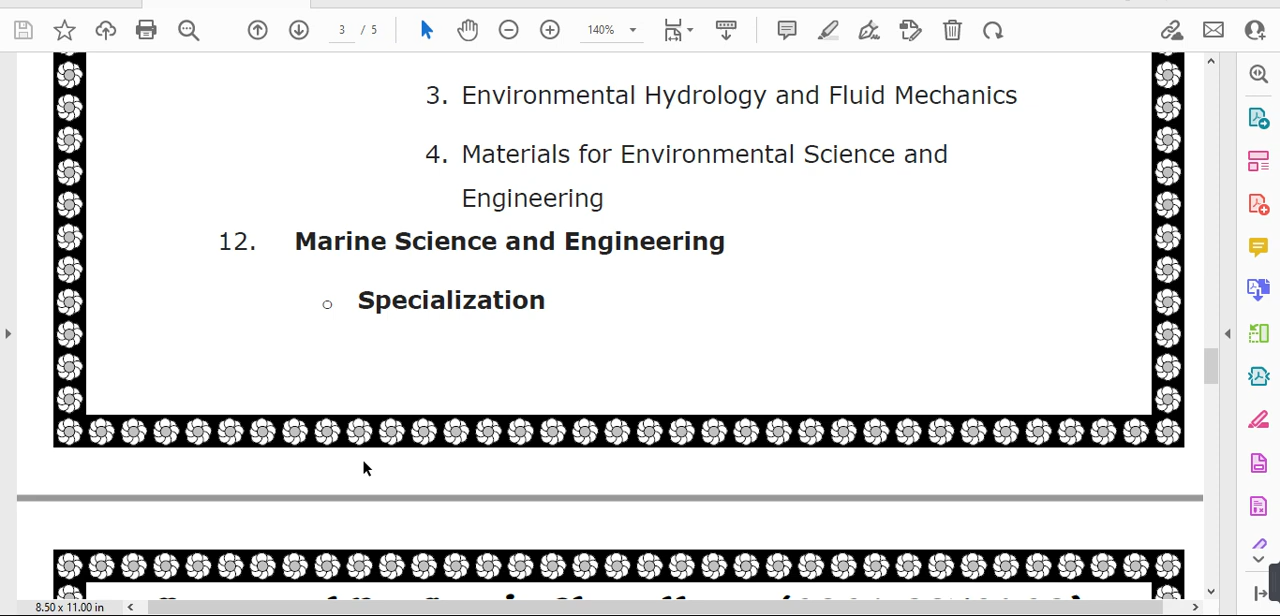 3 / 5
140%
3. Environmental Hydrology and Fluid Mechanics
4. Materials for Environmental Science and
Engineering
12. Marine Science and Engineering
○ Specialization
8.50 x 11.00 in